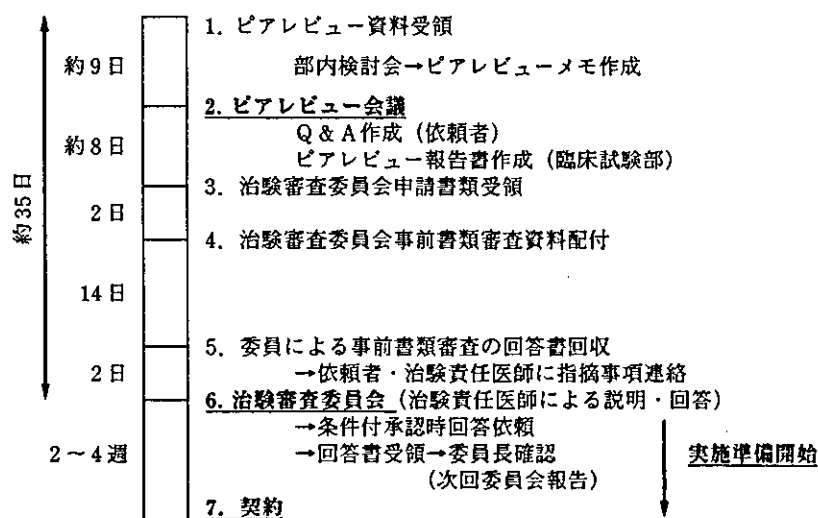 1. ピアレビュー資料受領
約9日
部内検討会→ピアレビューメモ作成
2. ピアレビュー会議
Q&A作成（依頼者）
約8日
ピアレビュー報告書作成（臨床試験部）
3. 治験審査委員会申請書類受領
約35日
2日
4. 治験審査委員会事前書類審査資料配付
14日
5. 委員による事前書類審査の回答書回収
2日
→依頼者・治験責任医師に指摘事項連絡
6. 治験審査委員会（治験責任医師による説明・回答）
→条件付承認時回答依頼
2～4週
→回答書受領→委員長確認
実施準備開始
（次回委員会報告）
7. 契約